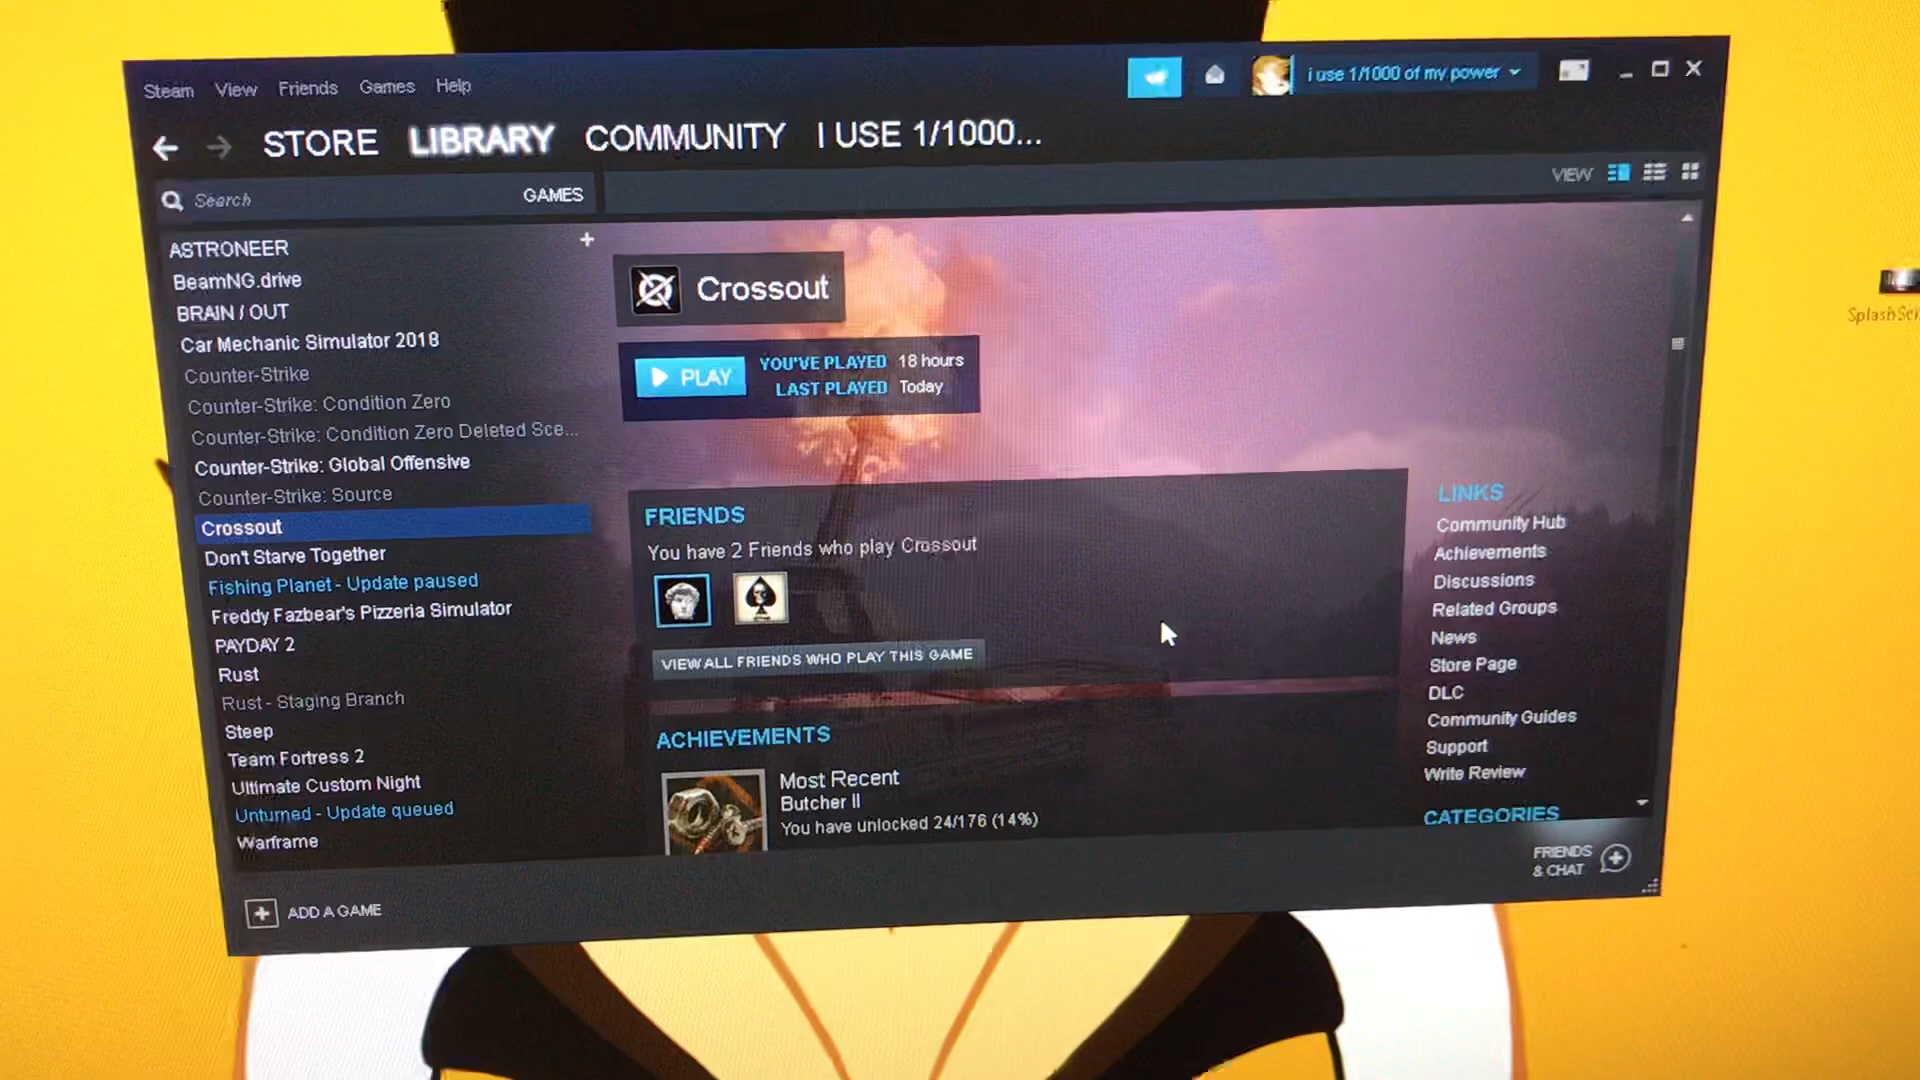 Steam View Friends Games Help
i use 1/1000 of my power
STORE LIBRARY COMMUNITY I USE 1/1000...
Search GAMES
VIEW
ASTRONEER
BeamNG.drive
BRAIN / OUT
Car Mechanic Simulator 2018
Counter-Strike
Counter-Strike: Condition Zero
Counter-Strike: Condition Zero Deleted Sce...
Counter-Strike: Global Offensive
Counter-Strike: Source
Crossout
Don't Starve Together
Fishing Planet - Update paused
Freddy Fazbear's Pizzeria Simulator
PAYDAY 2
Rust
Rust - Staging Branch
Steep
Team Fortress 2
Ultimate Custom Night
Unturned - Update queued
Warframe
ADD A GAME
Crossout
PLAY
YOU'VE PLAYED 18 hours
LAST PLAYED Today
FRIENDS
You have 2 Friends who play Crossout
VIEW ALL FRIENDS WHO PLAY THIS GAME
ACHIEVEMENTS
Most Recent
Butcher II
You have unlocked 24/176 (14%)
LINKS
Community Hub
Achievements
Discussions
Related Groups
News
Store Page
DLC
Community Guides
Support
Write Review
CATEGORIES
FRIENDS
& CHAT